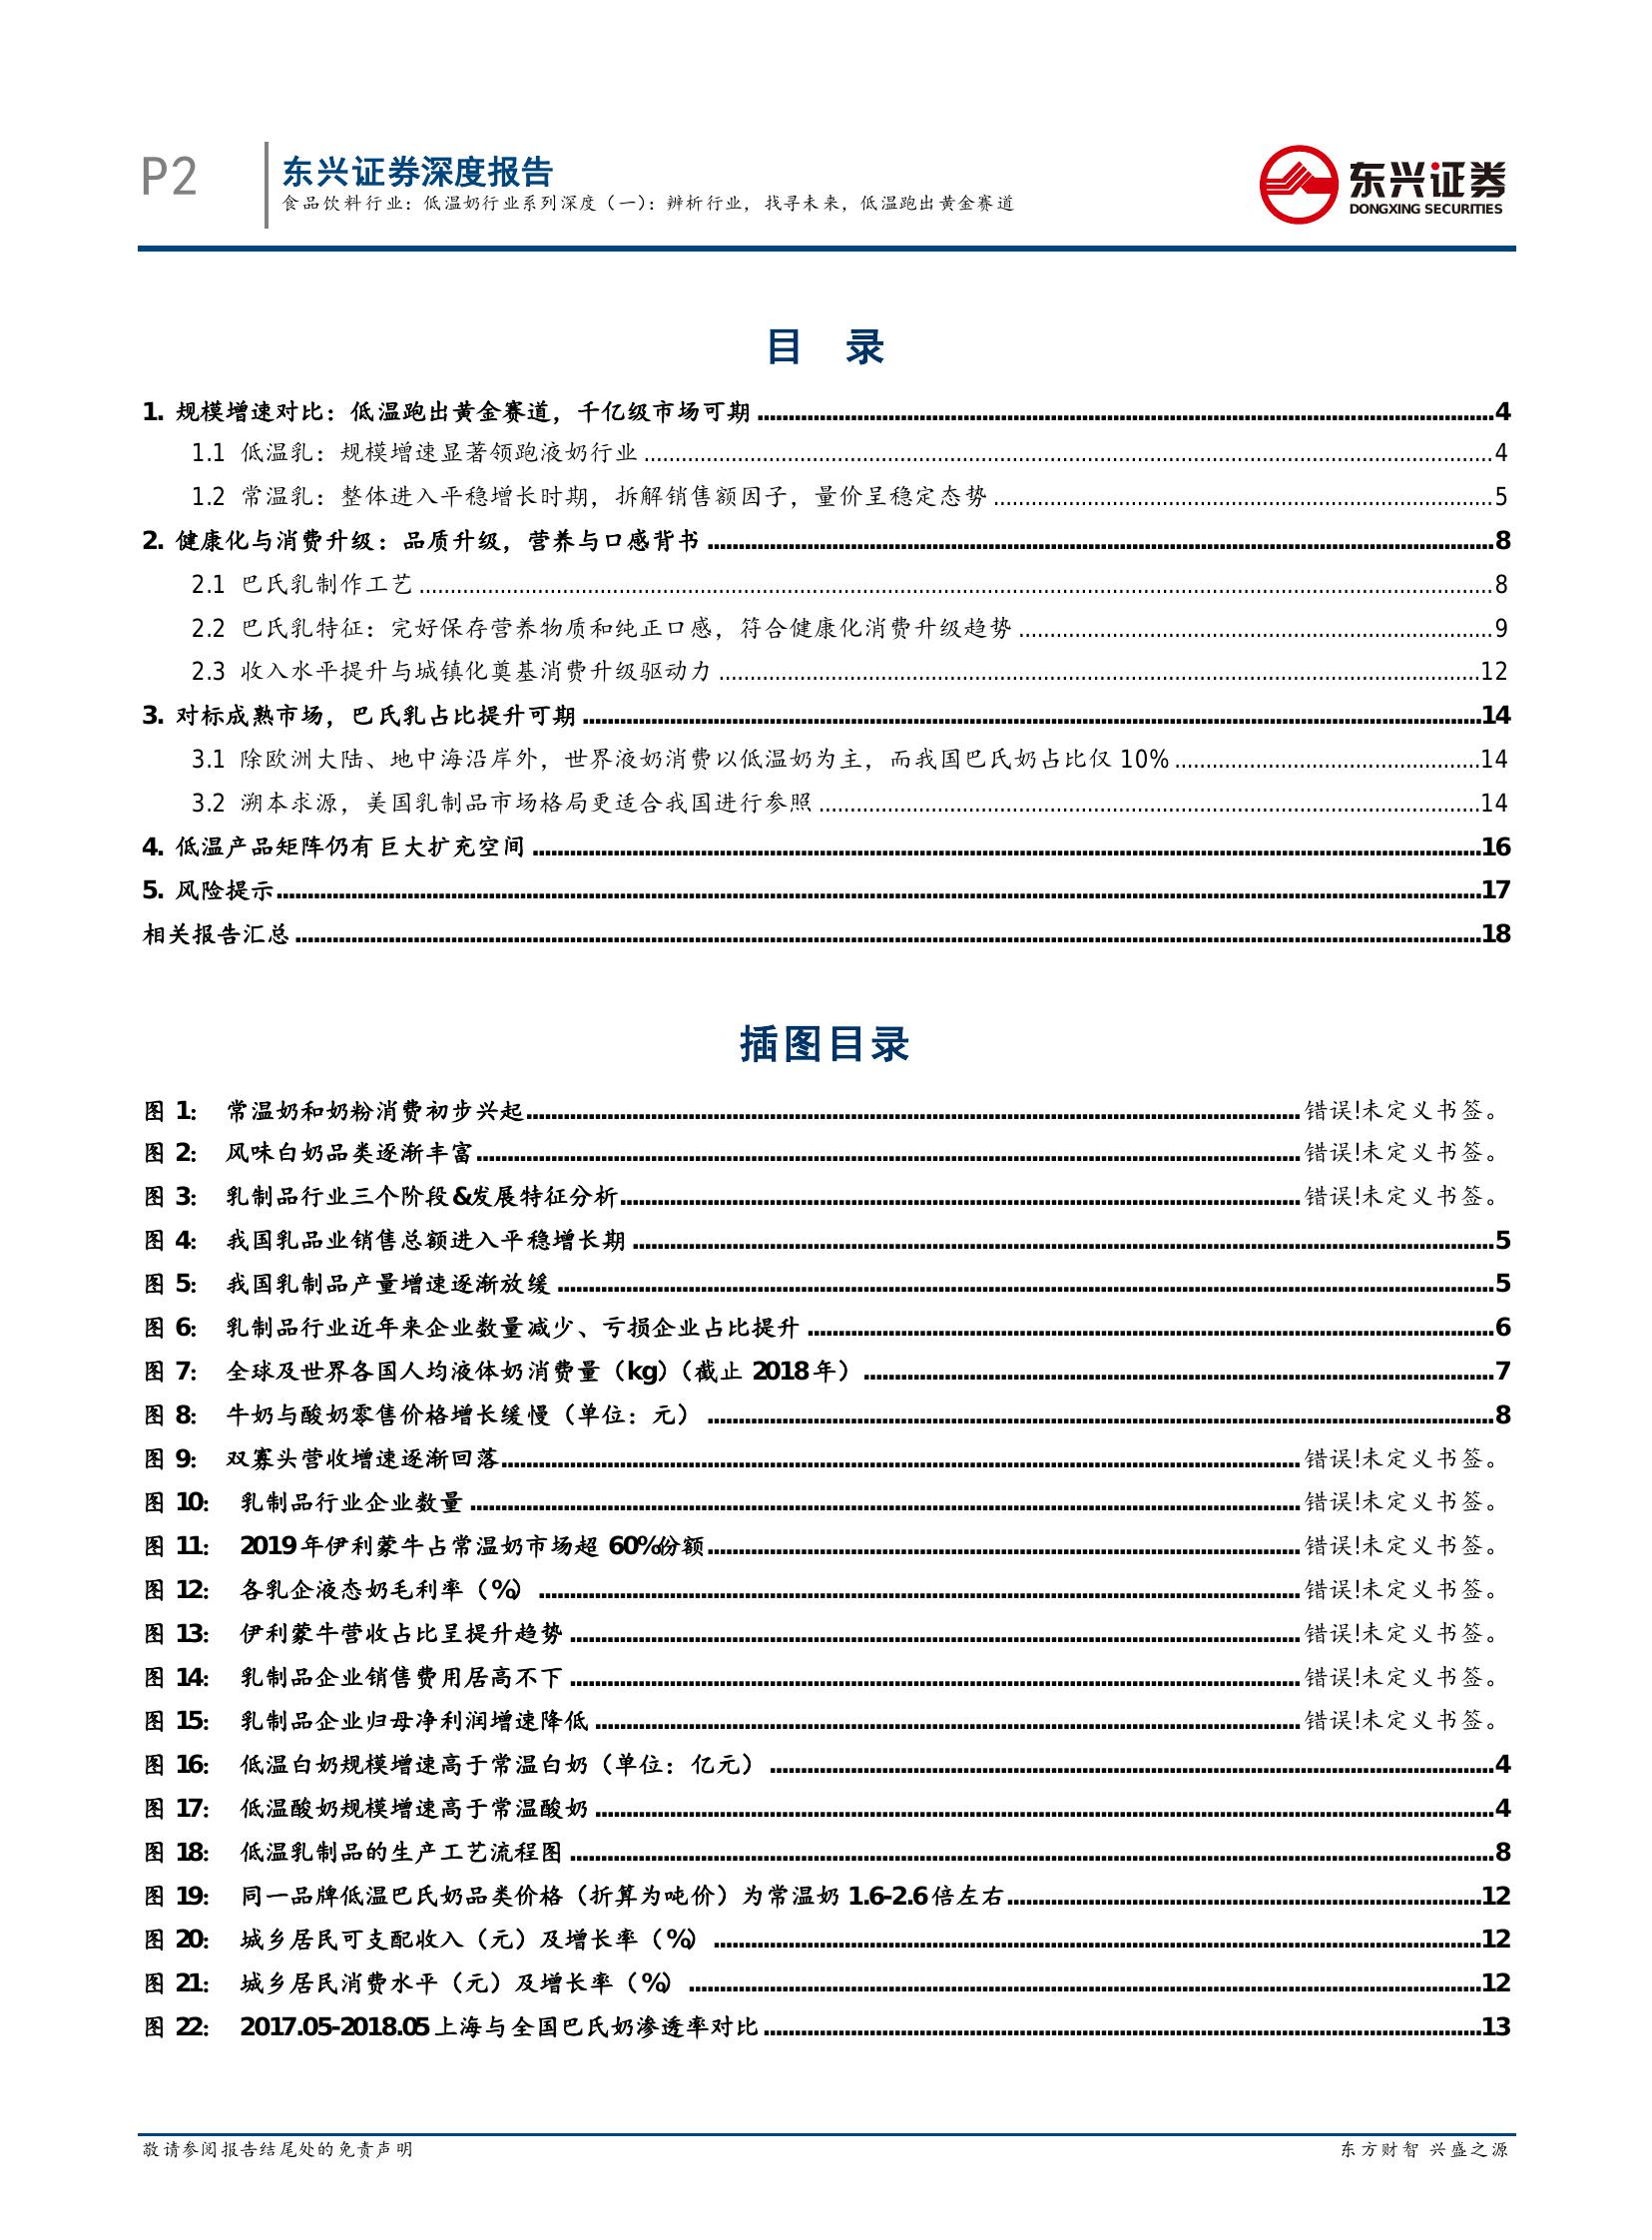 P2
东兴证券深度报告
食品饮料行业：低温奶行业系列深度（一）：辨析行业，找寻未来，低温跑出黄金赛道
东兴证券
DONGXING SECURITIES
目 录
1. 规模增速对比：低温跑出黄金赛道，千亿级市场可期........4
1.1 低温乳：规模增速显著领跑液奶行业........4
1.2 常温乳：整体进入平稳增长时期，拆解销售额因子，量价呈稳定态势........5
2. 健康化与消费升级：品质升级，营养与口感背书........8
2.1 巴氏乳制作工艺........8
2.2 巴氏乳特征：完好保存营养物质和纯正口感，符合健康化消费升级趋势........9
2.3 收入水平提升与城镇化奠基消费升级驱动力........12
3. 对标成熟市场，巴氏乳占比提升可期........14
3.1 除欧洲大陆、地中海沿岸外，世界液奶消费以低温奶为主，而我国巴氏奶占比仅 10%........14
3.2 溯本求源，美国乳制品市场格局更适合我国进行参照........14
4. 低温产品矩阵仍有巨大扩充空间........16
5. 风险提示........17
相关报告汇总........18
插图目录
图 1： 常温奶和奶粉消费初步兴起........错误!未定义书签。
图 2： 风味白奶品类逐渐丰富........错误!未定义书签。
图 3： 乳制品行业三个阶段&发展特征分析........错误!未定义书签。
图 4： 我国乳品业销售总额进入平稳增长期........5
图 5： 我国乳制品产量增速逐渐放缓........5
图 6： 乳制品行业近年来企业数量减少、亏损企业占比提升........6
图 7： 全球及世界各国人均液体奶消费量（kg）（截止 2018 年）........7
图 8： 牛奶与酸奶零售价格增长缓慢（单位：元）........8
图 9： 双寡头营收增速逐渐回落........错误!未定义书签。
图 10： 乳制品行业企业数量........错误!未定义书签。
图 11： 2019 年伊利蒙牛占常温奶市场超 60%份额........错误!未定义书签。
图 12： 各乳企液态奶毛利率（%）........错误!未定义书签。
图 13： 伊利蒙牛营收占比呈提升趋势........错误!未定义书签。
图 14： 乳制品企业销售费用居高不下........错误!未定义书签。
图 15： 乳制品企业归母净利润增速降低........错误!未定义书签。
图 16： 低温白奶规模增速高于常温白奶（单位：亿元）........4
图 17： 低温酸奶规模增速高于常温酸奶........4
图 18： 低温乳制品的生产工艺流程图........8
图 19： 同一品牌低温巴氏奶品类价格（折算为吨价）为常温奶 1.6-2.6 倍左右........12
图 20： 城乡居民可支配收入（元）及增长率（%）........12
图 21： 城乡居民消费水平（元）及增长率（%）........12
图 22： 2017.05-2018.05 上海与全国巴氏奶渗透率对比........13
敬请参阅报告结尾处的免责声明
东方财智 兴盛之源